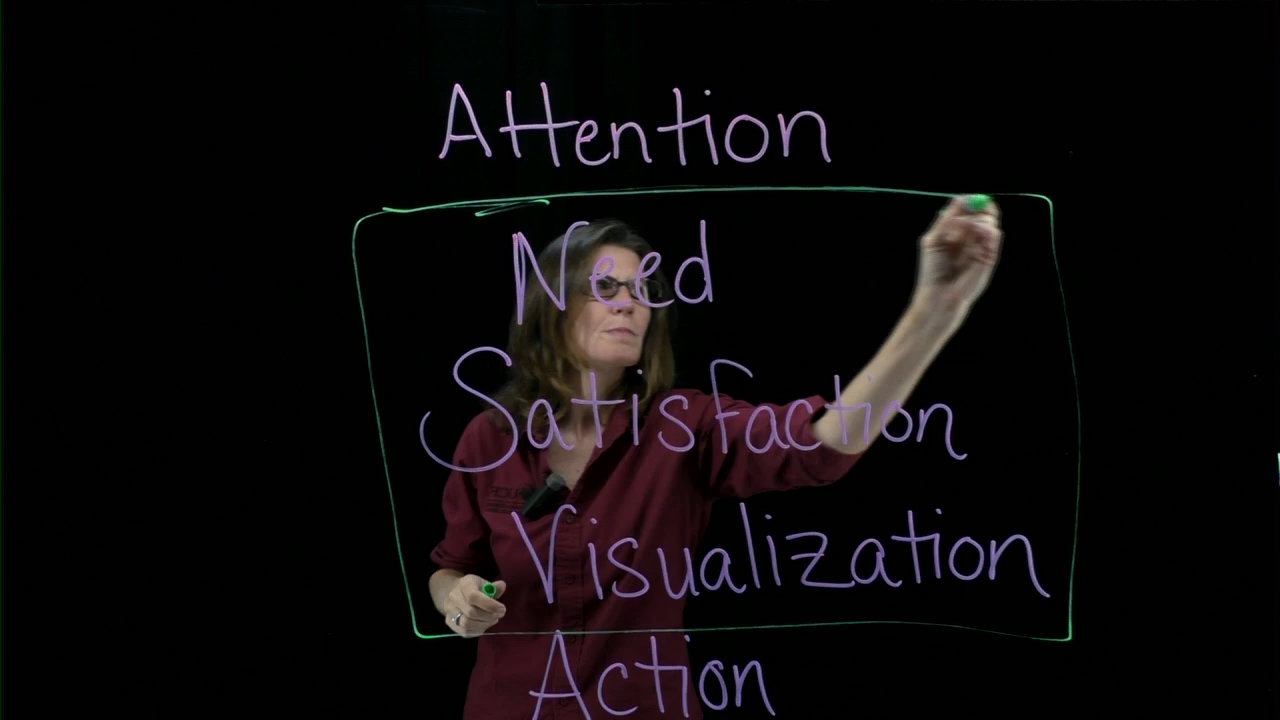 Attention
Need
Satisfaction
Visualization
Action